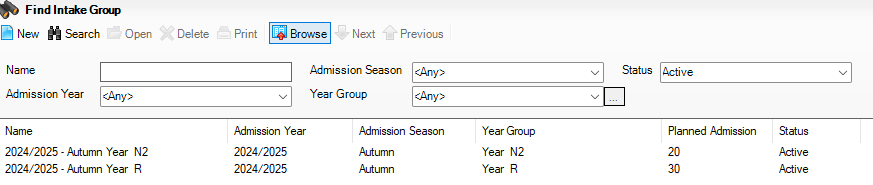 Find Intake Group
New Search Open Delete Print Browse Next Previous
Name Admission Season <Any> Status Active
Admission Year <Any> Year Group <Any> ...
Name Admission Year Admission Season Year Group Planned Admission Status
2024/2025 - Autumn Year N2 2024/2025 Autumn Year N2 20 Active
2024/2025 - Autumn Year R 2024/2025 Autumn Year R 30 Active